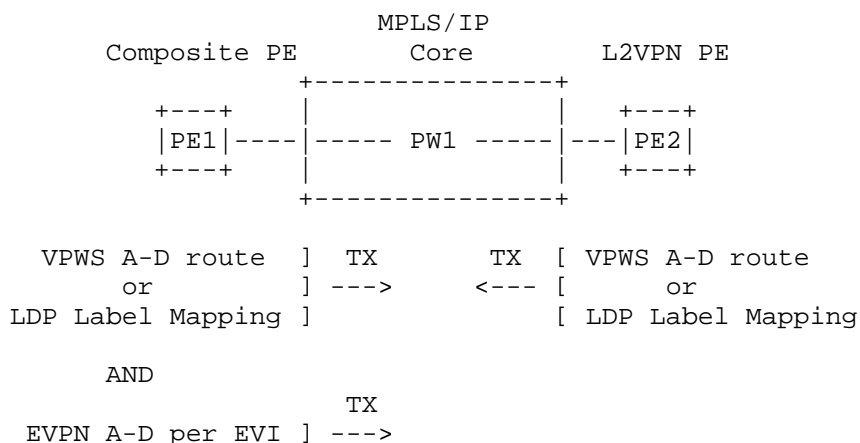 MPLS/IP
Composite PE Core L2VPN PE
+---------------+
+---+ | | +---+
|PE1|----|----- PW1 -----|---|PE2|
+---+ | | +---+
+---------------+
VPWS A-D route ] TX TX [ VPWS A-D route
or ] ---> <--- [ or
LDP Label Mapping ] [ LDP Label Mapping
AND
TX
EVPN A-D per EVI ] --->